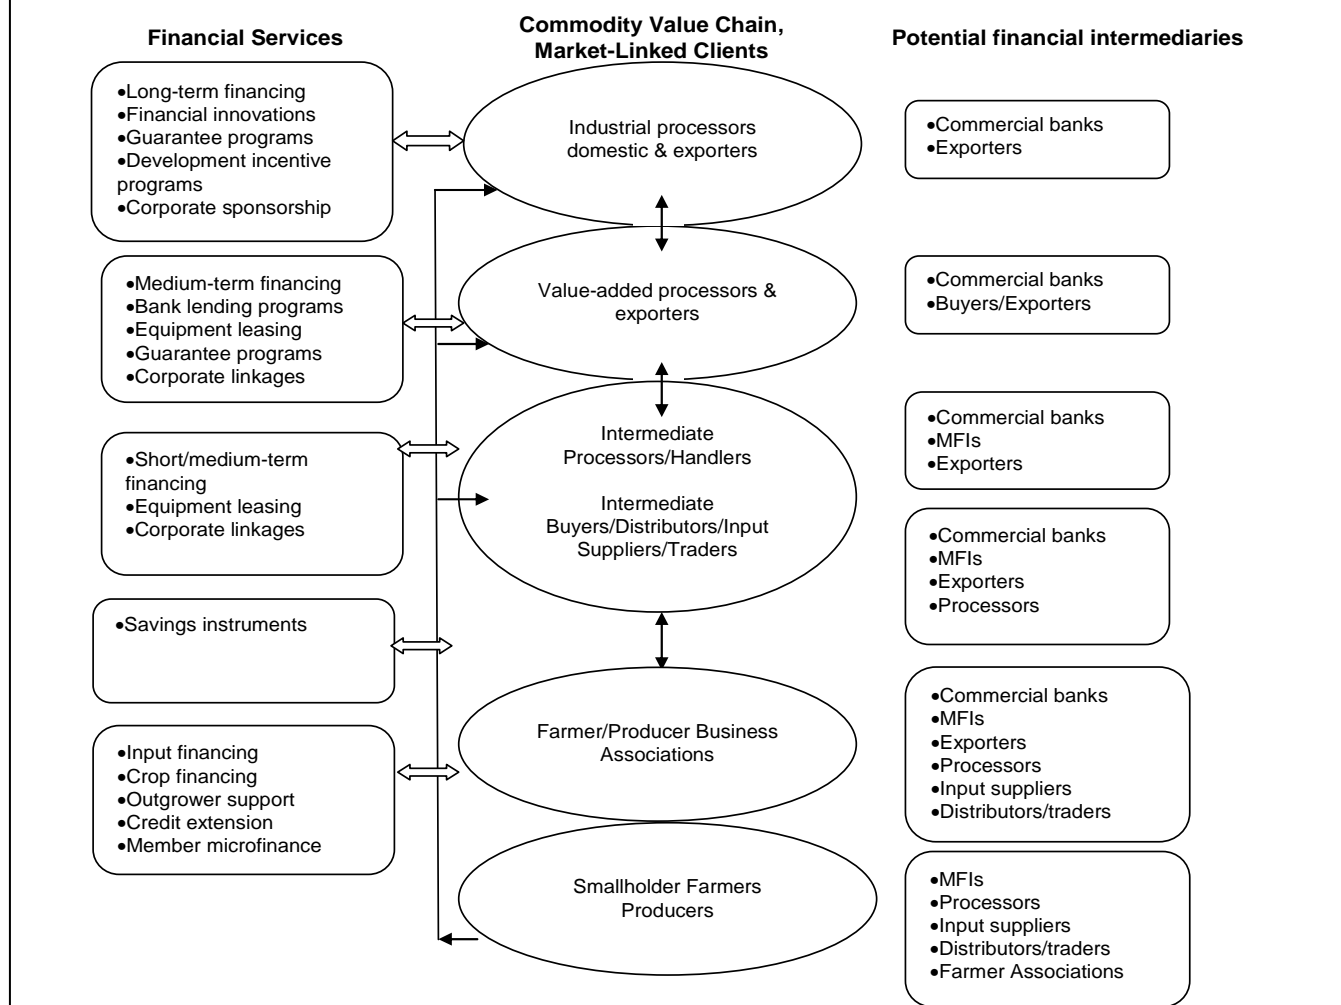 Financial Services
Commodity Value Chain,
Market-Linked Clients
Potential financial intermediaries
•Long-term financing
•Financial innovations
•Guarantee programs
•Development incentive
programs
•Corporate sponsorship
Industrial processors
domestic & exporters
•Commercial banks
•Exporters
•Medium-term financing
•Bank lending programs
•Equipment leasing
•Guarantee programs
•Corporate linkages
Value-added processors &
exporters
•Commercial banks
•Buyers/Exporters
•Short/medium-term
financing
•Equipment leasing
•Corporate linkages
Intermediate
Processors/Handlers
Intermediate
Buyers/Distributors/Input
Suppliers/Traders
•Commercial banks
•MFIs
•Exporters
•Commercial banks
•MFIs
•Exporters
•Processors
•Savings instruments
•Input financing
•Crop financing
•Outgrower support
•Credit extension
•Member microfinance
Farmer/Producer Business
Associations
•Commercial banks
•MFIs
•Exporters
•Processors
•Input suppliers
•Distributors/traders
Smallholder Farmers
Producers
•MFIs
•Processors
•Input suppliers
•Distributors/traders
•Farmer Associations